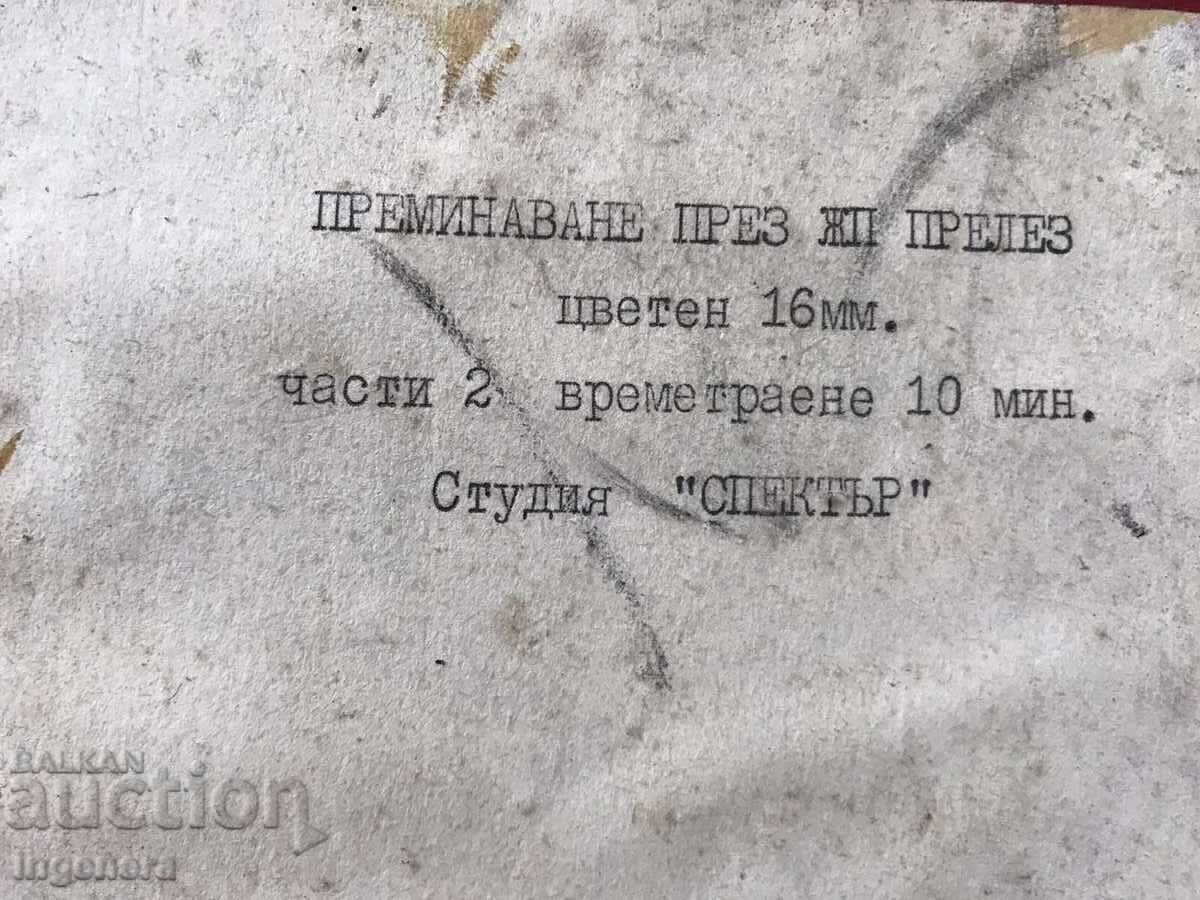 ПРЕМИНАВАНЕ ПРЕЗ ЖП ПРЕЛЕЗ
цветен 16мм.
части 2 времетраене 10 мин.
Студия "СПЕКТЪР"
BALKAN
auction
ingenera